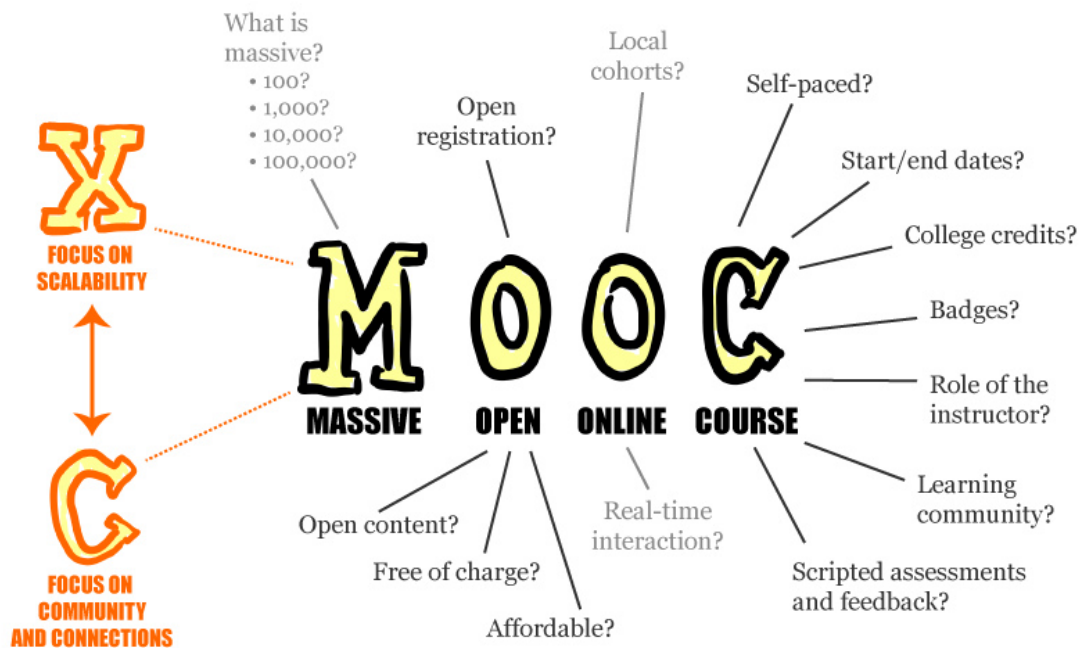 What is
massive?
• 100?
• 1,000?
• 10,000?
• 100,000?
Open
registration?
Local
cohorts?
Self-paced?
Start/end dates?
College credits?
Badges?
Role of the
instructor?
Learning
community?
Scripted assessments
and feedback?
X
FOCUS ON
SCALABILITY
C
FOCUS ON
COMMUNITY
AND CONNECTIONS
MOOC
MASSIVE OPEN ONLINE COURSE
Open content?
Free of charge?
Affordable?
Real-time
interaction?